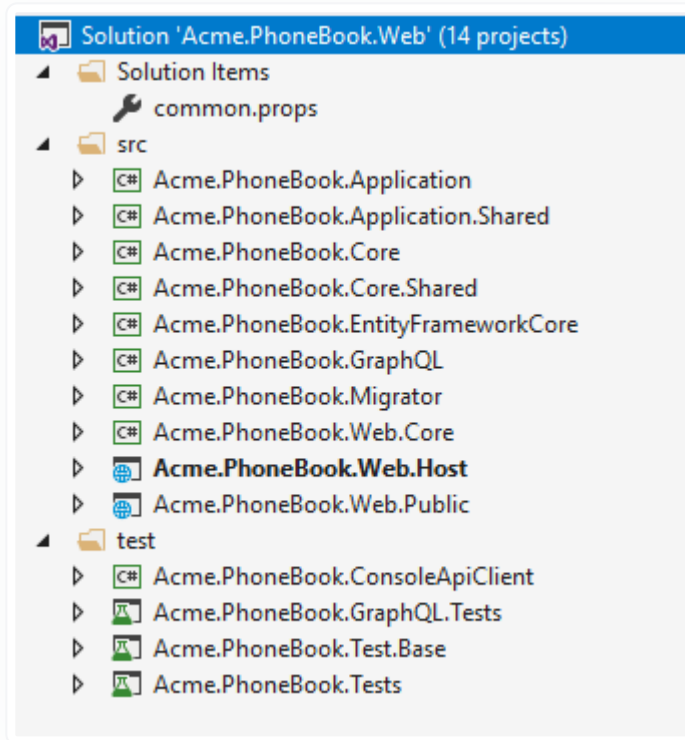 Solution 'Acme.PhoneBook.Web' (14 projects)
Solution Items
common.props
src
C# Acme.PhoneBook.Application
C# Acme.PhoneBook.Application.Shared
C# Acme.PhoneBook.Core
C# Acme.PhoneBook.Core.Shared
C# Acme.PhoneBook.EntityFrameworkCore
C# Acme.PhoneBook.GraphQL
C# Acme.PhoneBook.Migrator
C# Acme.PhoneBook.Web.Core
Acme.PhoneBook.Web.Host
Acme.PhoneBook.Web.Public
test
C# Acme.PhoneBook.ConsoleApiClient
Acme.PhoneBook.GraphQL.Tests
Acme.PhoneBook.Test.Base
Acme.PhoneBook.Tests